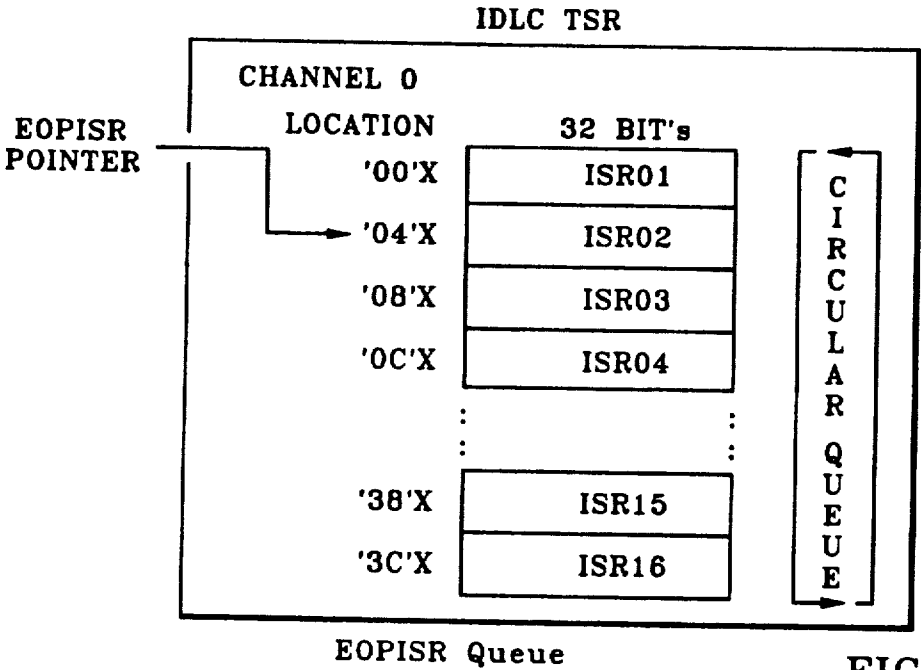 IDLC TSR
CHANNEL 0
LOCATION
32 BIT's
EOPISR
POINTER
'00'X
ISR01
'04'X
ISR02
'08'X
ISR03
'0C'X
ISR04
'38'X
ISR15
'3C'X
ISR16
CIRCULAR QUEUE
EOPISR Queue
FIG